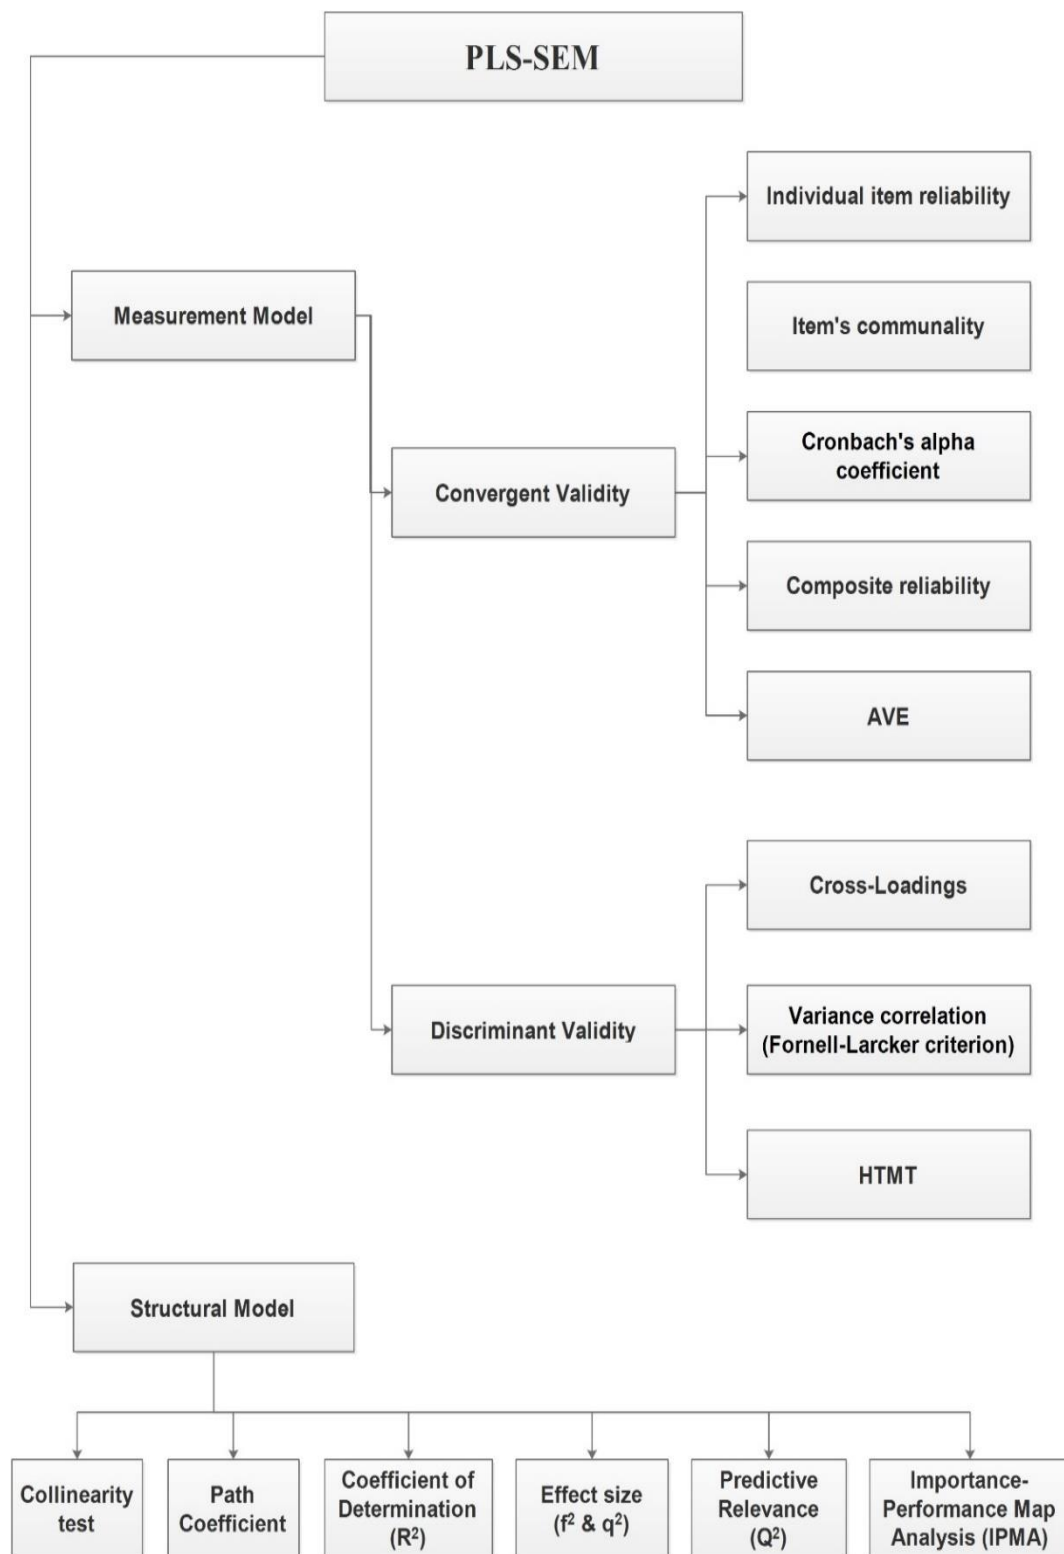 PLS-SEM
Individual item reliability
Measurement Model
Item's communality
Cronbach's alpha
coefficient
Convergent Validity
Composite reliability
AVE
Cross-Loadings
Discriminant Validity
Variance correlation
(Fornell-Larcker criterion)
HTMT
Structural Model
Collinearity
test
Path
Coefficient
Coefficient of
Determination
(R²)
Effect size
(f² & q²)
Predictive
Relevance
(Q²)
Importance-
Performance Map
Analysis (IPMA)